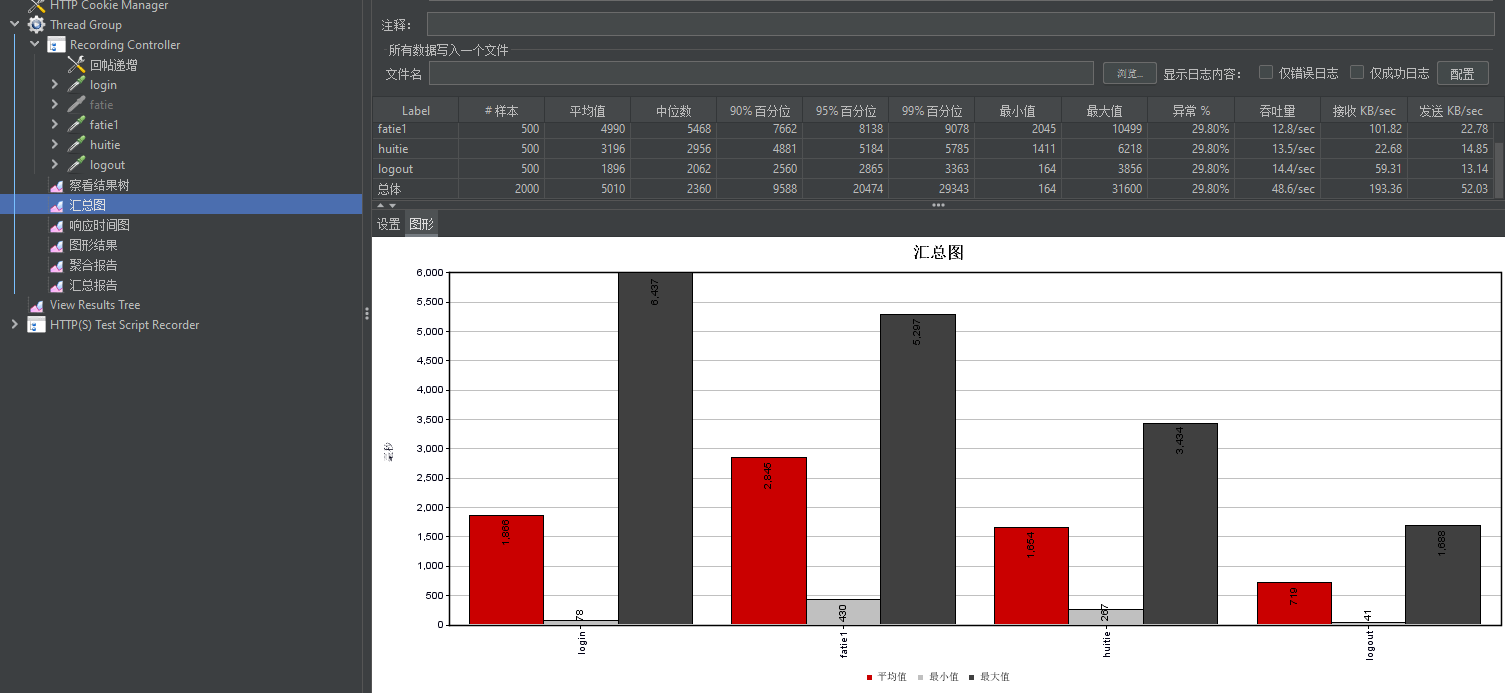 HTTP Cookie Manager
Thread Group
Recording Controller
回帖递增
login
fatie
fatie1
huitie
logout
察看结果树
汇总图
响应时间图
图形结果
聚合报告
汇总报告
View Results Tree
HTTP(S) Test Script Recorder
注释：
所有数据写入一个文件
文件名 浏览... 显示日志内容： 仅错误日志 仅成功日志 配置
Label # 样本 平均值 中位数 90% 百分位 95% 百分位 99% 百分位 最小值 最大值 异常 % 吞吐量 接收 KB/sec 发送 KB/sec
fatie1 500 4990 5468 7662 8138 9078 2045 10499 29.80% 12.8/sec 101.82 22.78
huitie 500 3196 2956 4881 5184 5785 1411 6218 29.80% 13.5/sec 22.68 14.85
logout 500 1896 2062 2560 2865 3363 164 3856 29.80% 14.4/sec 59.31 13.14
总体 2000 5010 2360 9588 20474 29343 164 31600 29.80% 48.6/sec 193.36 52.03
设置 图形
汇总图
6,000
5,500
5,000
4,500
4,000
3,500
3,000
2,500
2,000
1,500
1,000
500
0
毫秒
1,866 78 6,437
430 5,297
1,654 267 3,434
719 41 1,688
login fatie1 huitie logout
平均值 最小值 最大值